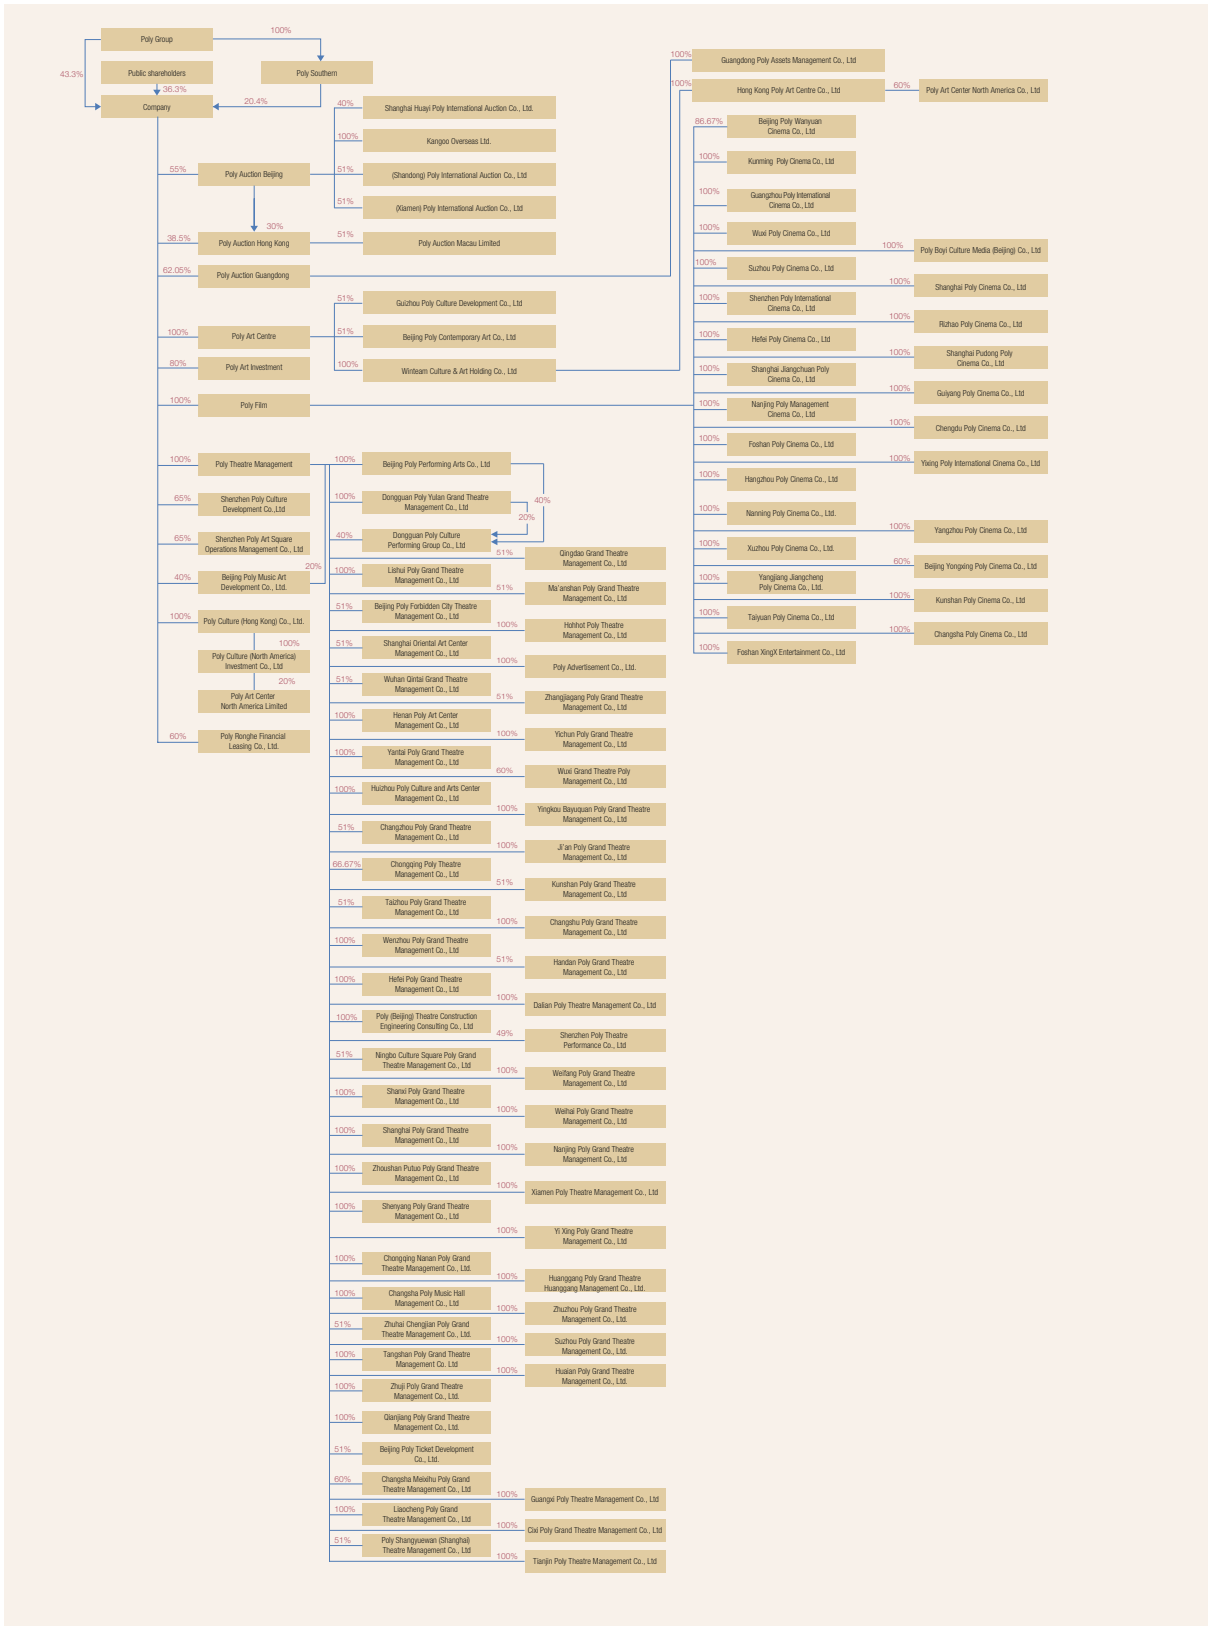 Poly Group
100%
43.3%
Public shareholders
Poly Southern
36.3%
Company
20.4%
40%
Shanghai Huayi Poly International Auction Co., Ltd.
100%
Kangoo Overseas Ltd.
55%
Poly Auction Beijing
51%
(Shandong) Poly International Auction Co., Ltd
51%
(Xiamen) Poly International Auction Co., Ltd
30%
38.5%
Poly Auction Hong Kong
51%
Poly Auction Macau Limited
62.05%
Poly Auction Guangdong
51%
Guizhou Poly Culture Development Co., Ltd
100%
Poly Art Centre
51%
Beijing Poly Contemporary Art Co., Ltd
80%
Poly Art Investment
100%
Winteam Culture & Art Holding Co., Ltd
100%
Poly Film
100%
Poly Theatre Management
65%
Shenzhen Poly Culture
Development Co.,Ltd
65%
Shenzhen Poly Art Square
Operations Management Co., Ltd
20%
40%
Beijing Poly Music Art
Development Co., Ltd.
100%
Poly Culture (Hong Kong) Co., Ltd.
100%
Poly Culture (North America)
Investment Co., Ltd
20%
Poly Art Center
North America Limited
60%
Poly Ronghe Financial
Leasing Co., Ltd.
100%
Beijing Poly Performing Arts Co., Ltd
100%
Dongguan Poly Yulan Grand Theatre
Management Co., Ltd
40%
20%
40%
Dongguan Poly Culture
Performing Group Co., Ltd
51%
Qingdao Grand Theatre
Management Co., Ltd
100%
Lishui Poly Grand Theatre
Management Co., Ltd
51%
Ma'anshan Poly Grand Theatre
Management Co., Ltd
51%
Beijing Poly Forbidden City Theatre
Management Co., Ltd
100%
Hohhot Poly Theatre
Management Co., Ltd
51%
Shanghai Oriental Art Center
Management Co., Ltd
100%
Poly Advertisement Co., Ltd.
51%
Wuhan Qintai Grand Theatre
Management Co., Ltd
51%
Zhangjiagang Poly Grand Theatre
Management Co., Ltd
100%
Henan Poly Art Center
Management Co., Ltd
100%
Yichun Poly Grand Theatre
Management Co., Ltd
100%
Yantai Poly Grand Theatre
Management Co., Ltd
60%
Wuxi Grand Theatre Poly
Management Co., Ltd
100%
Huizhou Poly Culture and Arts Center
Management Co., Ltd
100%
Yingkou Bayuquan Poly Grand Theatre
Management Co., Ltd
51%
Changzhou Poly Grand Theatre
Management Co., Ltd
100%
Ji'an Poly Grand Theatre
Management Co., Ltd
66.67%
Chongqing Poly Theatre
Management Co., Ltd
51%
Kunshan Poly Grand Theatre
Management Co., Ltd
51%
Taizhou Poly Grand Theatre
Management Co., Ltd
100%
Changshu Poly Grand Theatre
Management Co., Ltd
100%
Wenzhou Poly Grand Theatre
Management Co., Ltd
51%
Handan Poly Grand Theatre
Management Co., Ltd
100%
Hefei Poly Grand Theatre
Management Co., Ltd
100%
Dalian Poly Theatre Management Co., Ltd
100%
Poly (Beijing) Theatre Construction
Engineering Consulting Co., Ltd
49%
Shenzhen Poly Theatre
Performance Co., Ltd
51%
Ningbo Culture Square Poly Grand
Theatre Management Co., Ltd
100%
Weifang Poly Grand Theatre
Management Co., Ltd
100%
Shanxi Poly Grand Theatre
Management Co., Ltd
100%
Weihai Poly Grand Theatre
Management Co., Ltd
100%
Shanghai Poly Grand Theatre
Management Co., Ltd
100%
Nanjing Poly Grand Theatre
Management Co., Ltd
100%
Zhoushan Putuo Poly Grand Theatre
Management Co., Ltd
100%
Xiamen Poly Theatre Management Co., Ltd
100%
Shenyang Poly Grand Theatre
Management Co., Ltd
100%
Yi Xing Poly Grand Theatre
Management Co., Ltd
100%
Chongqing Nanan Poly Grand
Theatre Management Co., Ltd.
100%
Huanggang Poly Grand Theatre
Huanggang Management Co., Ltd.
100%
Changsha Poly Music Hall
Management Co., Ltd
100%
Zhuzhou Poly Grand Theatre
Management Co., Ltd.
51%
Zhuhai Chengjian Poly Grand
Theatre Management Co., Ltd.
100%
Suzhou Poly Grand Theatre
Management Co., Ltd.
100%
Tangshan Poly Grand Theatre
Management Co. Ltd
100%
Huaian Poly Grand Theatre
Management Co., Ltd.
100%
Zhuji Poly Grand Theatre
Management Co., Ltd.
100%
Qianjiang Poly Grand Theatre
Management Co., Ltd.
51%
Beijing Poly Ticket Development
Co., Ltd.
60%
Changsha Meixihu Poly Grand
Theatre Management Co., Ltd
100%
Guangxi Poly Theatre Management Co., Ltd
100%
Liaocheng Poly Grand
Theatre Management Co., Ltd
100%
Cixi Poly Grand Theatre Management Co., Ltd
51%
Poly Shangyuewan (Shanghai)
Theatre Management Co., Ltd
100%
Tianjin Poly Theatre Management Co., Ltd
100%
Guangdong Poly Assets Management Co., Ltd
100%
Hong Kong Poly Art Centre Co., Ltd
60%
Poly Art Center North America Co., Ltd
86.67%
Beijing Poly Wanyuan
Cinema Co., Ltd
100%
Kunming Poly Cinema Co., Ltd
100%
Guangzhou Poly International
Cinema Co., Ltd
100%
Wuxi Poly Cinema Co., Ltd
100%
Poly Boyi Culture Media (Beijing) Co., Ltd
100%
Suzhou Poly Cinema Co., Ltd
100%
Shanghai Poly Cinema Co., Ltd
100%
Shenzhen Poly International
Cinema Co., Ltd
100%
Rizhao Poly Cinema Co., Ltd
100%
Hefei Poly Cinema Co., Ltd
100%
Shanghai Pudong Poly
Cinema Co., Ltd
100%
Shanghai Jiangchuan Poly
Cinema Co., Ltd
100%
Guiyang Poly Cinema Co., Ltd
100%
Nanjing Poly Management
Cinema Co., Ltd
100%
Chengdu Poly Cinema Co., Ltd
100%
Foshan Poly Cinema Co., Ltd
100%
Yixing Poly International Cinema Co., Ltd
100%
Hangzhou Poly Cinema Co., Ltd
100%
Nanning Poly Cinema Co., Ltd.
100%
Yangzhou Poly Cinema Co., Ltd
100%
Xuzhou Poly Cinema Co., Ltd.
60%
Beijing Yongxing Poly Cinema Co., Ltd
100%
Yangjiang Jiangcheng
Poly Cinema Co., Ltd.
100%
Kunshan Poly Cinema Co., Ltd
100%
Taiyuan Poly Cinema Co., Ltd
100%
Changsha Poly Cinema Co., Ltd
100%
Foshan XingX Entertainment Co., Ltd